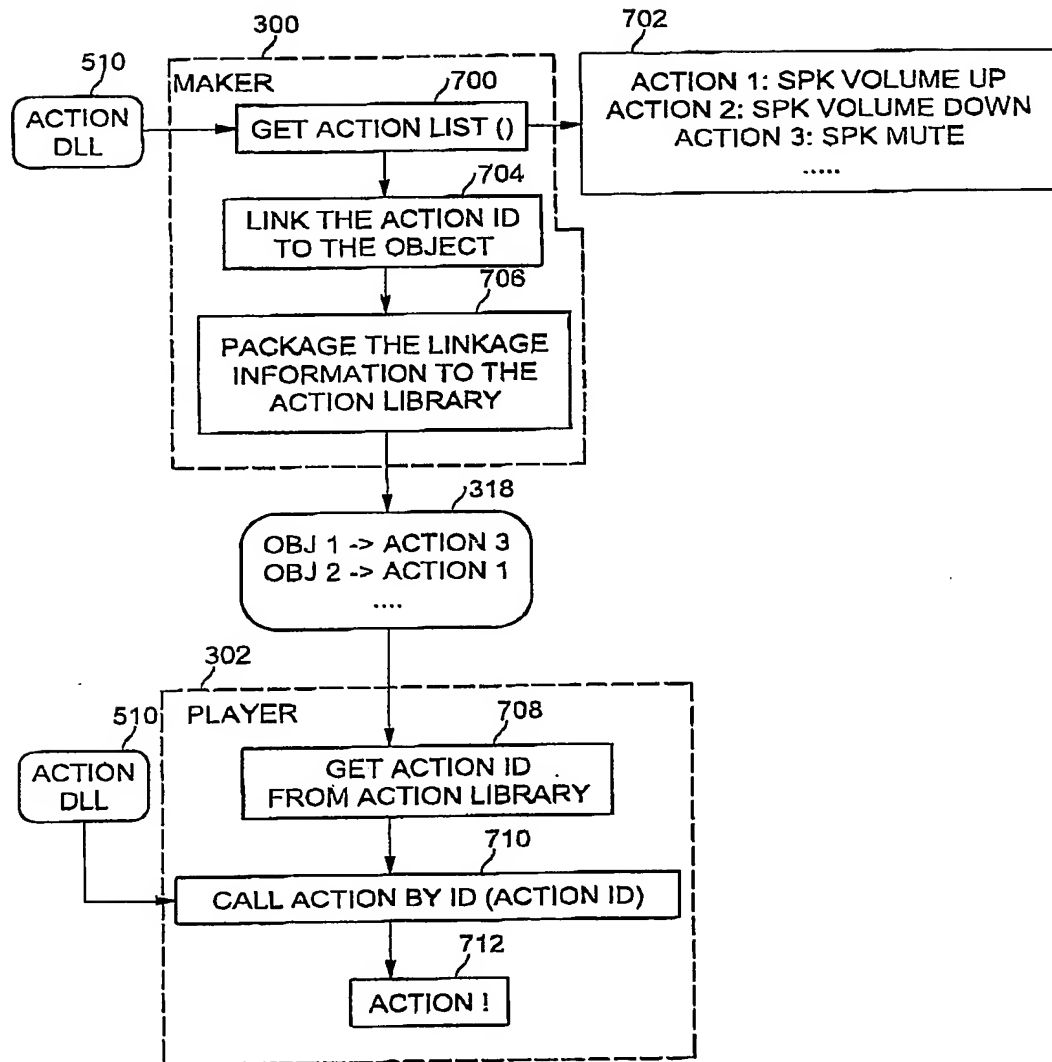 300
702
510
MAKER
700
ACTION
DLL
GET ACTION LIST ()
ACTION 1: SPK VOLUME UP
ACTION 2: SPK VOLUME DOWN
ACTION 3: SPK MUTE
.....
704
LINK THE ACTION ID
TO THE OBJECT
706
PACKAGE THE LINKAGE
INFORMATION TO THE
ACTION LIBRARY
318
OBJ 1 -> ACTION 3
OBJ 2 -> ACTION 1
....
302
PLAYER
510
708
ACTION
DLL
GET ACTION ID
FROM ACTION LIBRARY
710
CALL ACTION BY ID (ACTION ID)
712
ACTION !